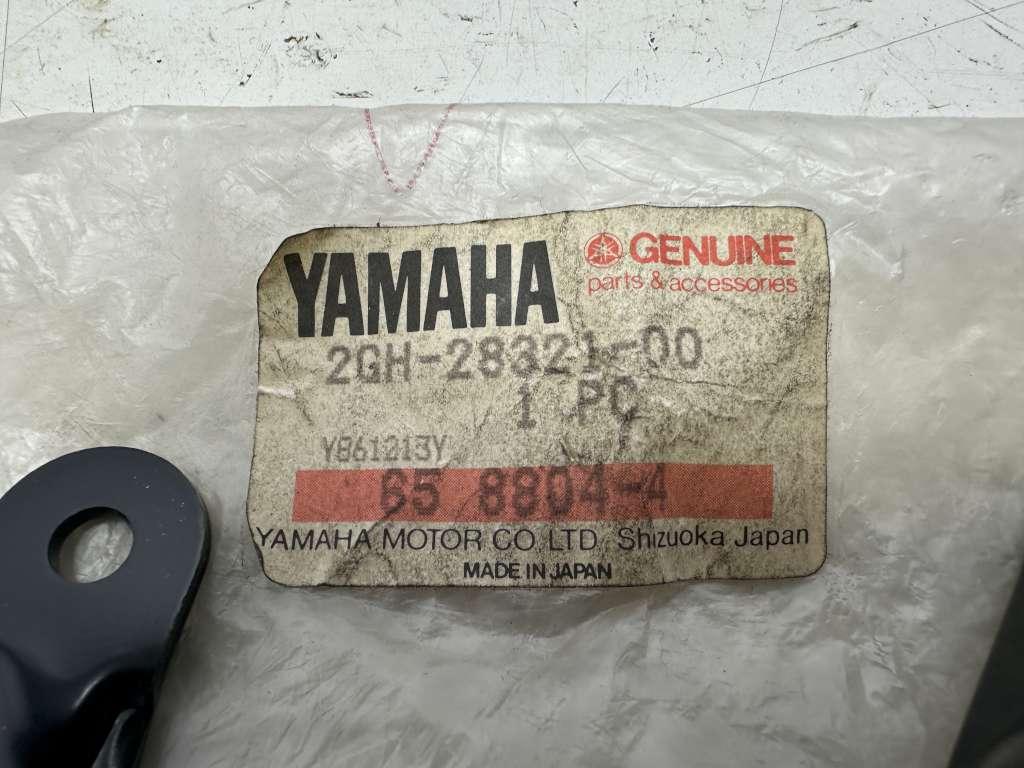 YAMAHA
GENUINE
parts & accessories
2GH-28321-00
1 PC
Y861213Y
65 8804-4
YAMAHA MOTOR CO LTD Shizuoka Japan
MADE IN JAPAN